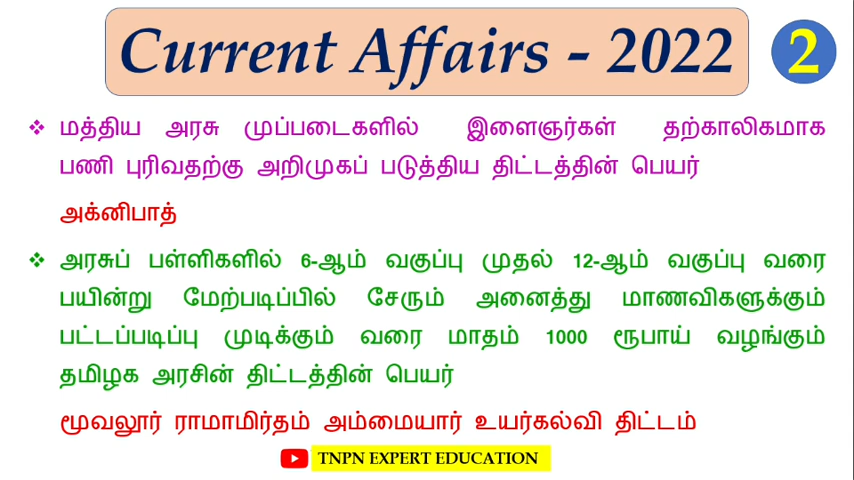 Current Affairs - 2022
2
❖ மத்திய அரசு முப்படைகளில் இளைஞர்கள் தற்காலிகமாக
பணி புரிவதற்கு அறிமுகப் படுத்திய திட்டத்தின் பெயர்
அக்னிபாத்
❖ அரசுப் பள்ளிகளில் 6-ஆம் வகுப்பு முதல் 12-ஆம் வகுப்பு வரை
பயின்று மேற்படிப்பில் சேரும் அனைத்து மாணவிகளுக்கும்
பட்டப்படிப்பு முடிக்கும் வரை மாதம் 1000 ரூபாய் வழங்கும்
தமிழக அரசின் திட்டத்தின் பெயர்
மூவலூர் ராமாமிர்தம் அம்மையார் உயர்கல்வி திட்டம்
TNPN EXPERT EDUCATION